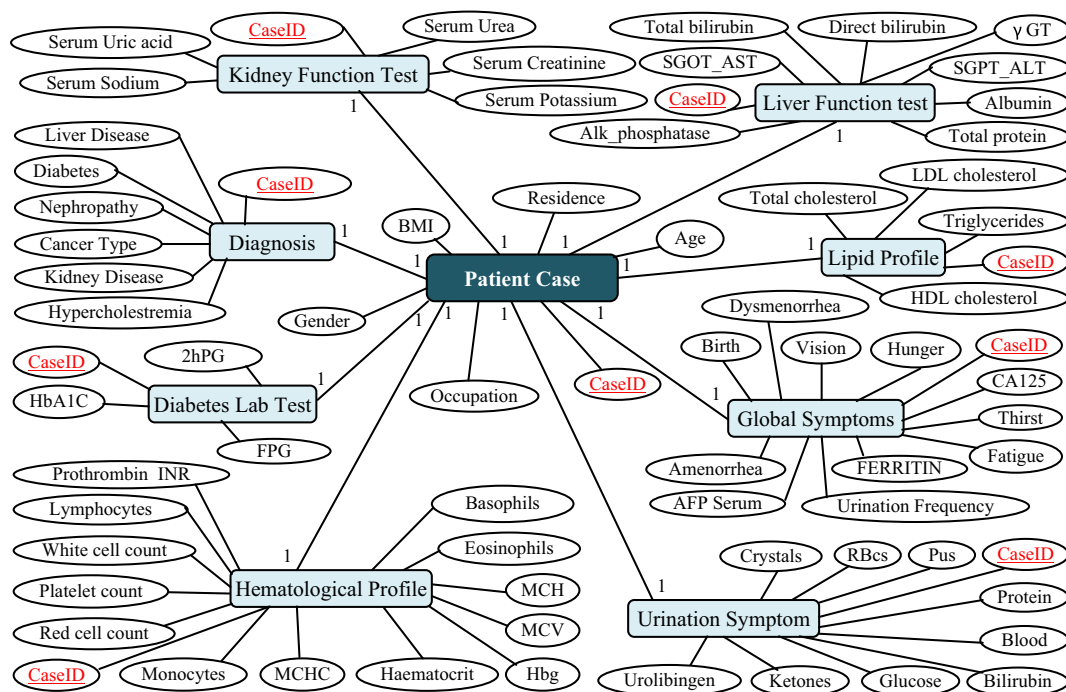 CaseID
Serum Urea
Serum Uric acid
Kidney Function Test
Serum Creatinine
Serum Sodium
Serum Potassium
1
Total bilirubin
Direct bilirubin
γ GT
SGOT_AST
SGPT_ALT
CaseID
Liver Function test
Albumin
Alk_phosphatase
Total protein
1
Liver Disease
Diabetes
CaseID
Nephropathy
Cancer Type
Diagnosis
1
Kidney Disease
Hypercholestremia
LDL cholesterol
Total cholesterol
Triglycerides
1
Lipid Profile
CaseID
HDL cholesterol
Residence
BMI
Age
1
1
1
1
Patient Case
1
1
1
1
Gender
Occupation
CaseID
2hPG
CaseID
1
HbA1C
Diabetes Lab Test
FPG
Dysmenorrhea
Birth
Vision
Hunger
CaseID
CA125
1
Global Symptoms
Thirst
Fatigue
Amenorrhea
FERRITIN
AFP Serum
Urination Frequency
Prothrombin INR
Lymphocytes
Basophils
White cell count
1
Eosinophils
Platelet count
Hematological Profile
MCH
Red cell count
MCV
CaseID
Monocytes
MCHC
Haematocrit
Hbg
Crystals
RBcs
Pus
CaseID
1
Protein
Urination Symptom
Blood
Urolibingen
Ketones
Glucose
Bilirubin